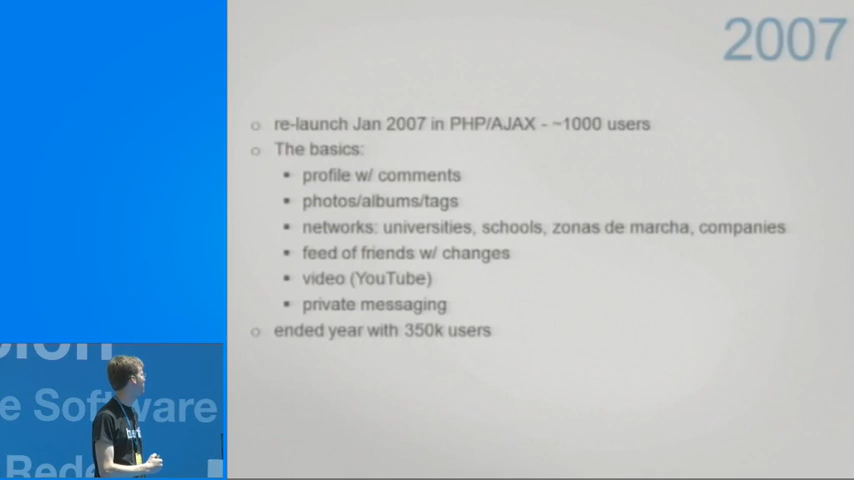 2007
re-launch Jan 2007 in PHP/AJAX - ~1000 users
The basics:
profile w/ comments
photos/albums/tags
networks: universities, schools, zonas de marcha, companies
feed of friends w/ changes
video (YouTube)
private messaging
ended year with 350k users
e Software
Rede